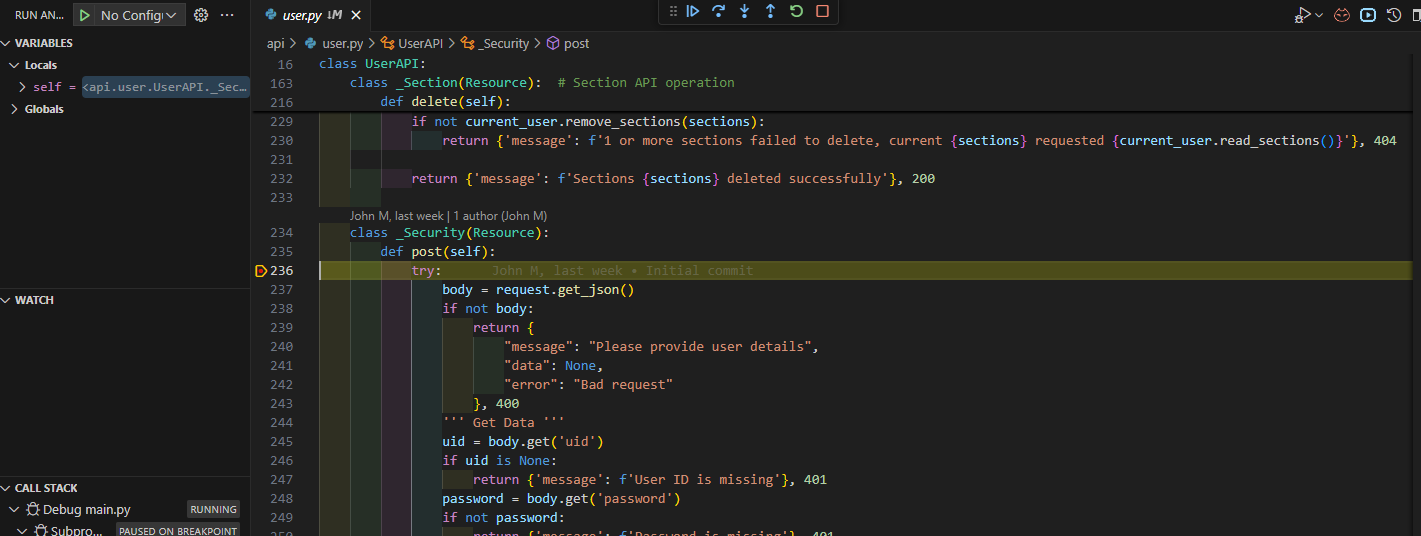 RUN AN... No Config
user.py M
VARIABLES
Locals
self = <api.user.UserAPI._Sec...
Globals
WATCH
CALL STACK
Debug main.py RUNNING
Subpro... PAUSED ON BREAKPOINT
api > user.py > UserAPI > _Security > post
16 class UserAPI:
163 class _Section(Resource):  # Section API operation
216 def delete(self):
229 if not current_user.remove_sections(sections):
230 return {'message': f'1 or more sections failed to delete, current {sections} requested {current_user.read_sections()}'}, 404
231
232 return {'message': f'Sections {sections} deleted successfully'}, 200
233
John M, last week | 1 author (John M)
234 class _Security(Resource):
235 def post(self):
236 try: John M, last week • Initial commit
237 body = request.get_json()
238 if not body:
239 return {
240 "message": "Please provide user details",
241 "data": None,
242 "error": "Bad request"
243 }, 400
244 ''' Get Data '''
245 uid = body.get('uid')
246 if uid is None:
247 return {'message': f'User ID is missing'}, 401
248 password = body.get('password')
249 if not password:
250 return {'message': f'Password is missing'}, 401